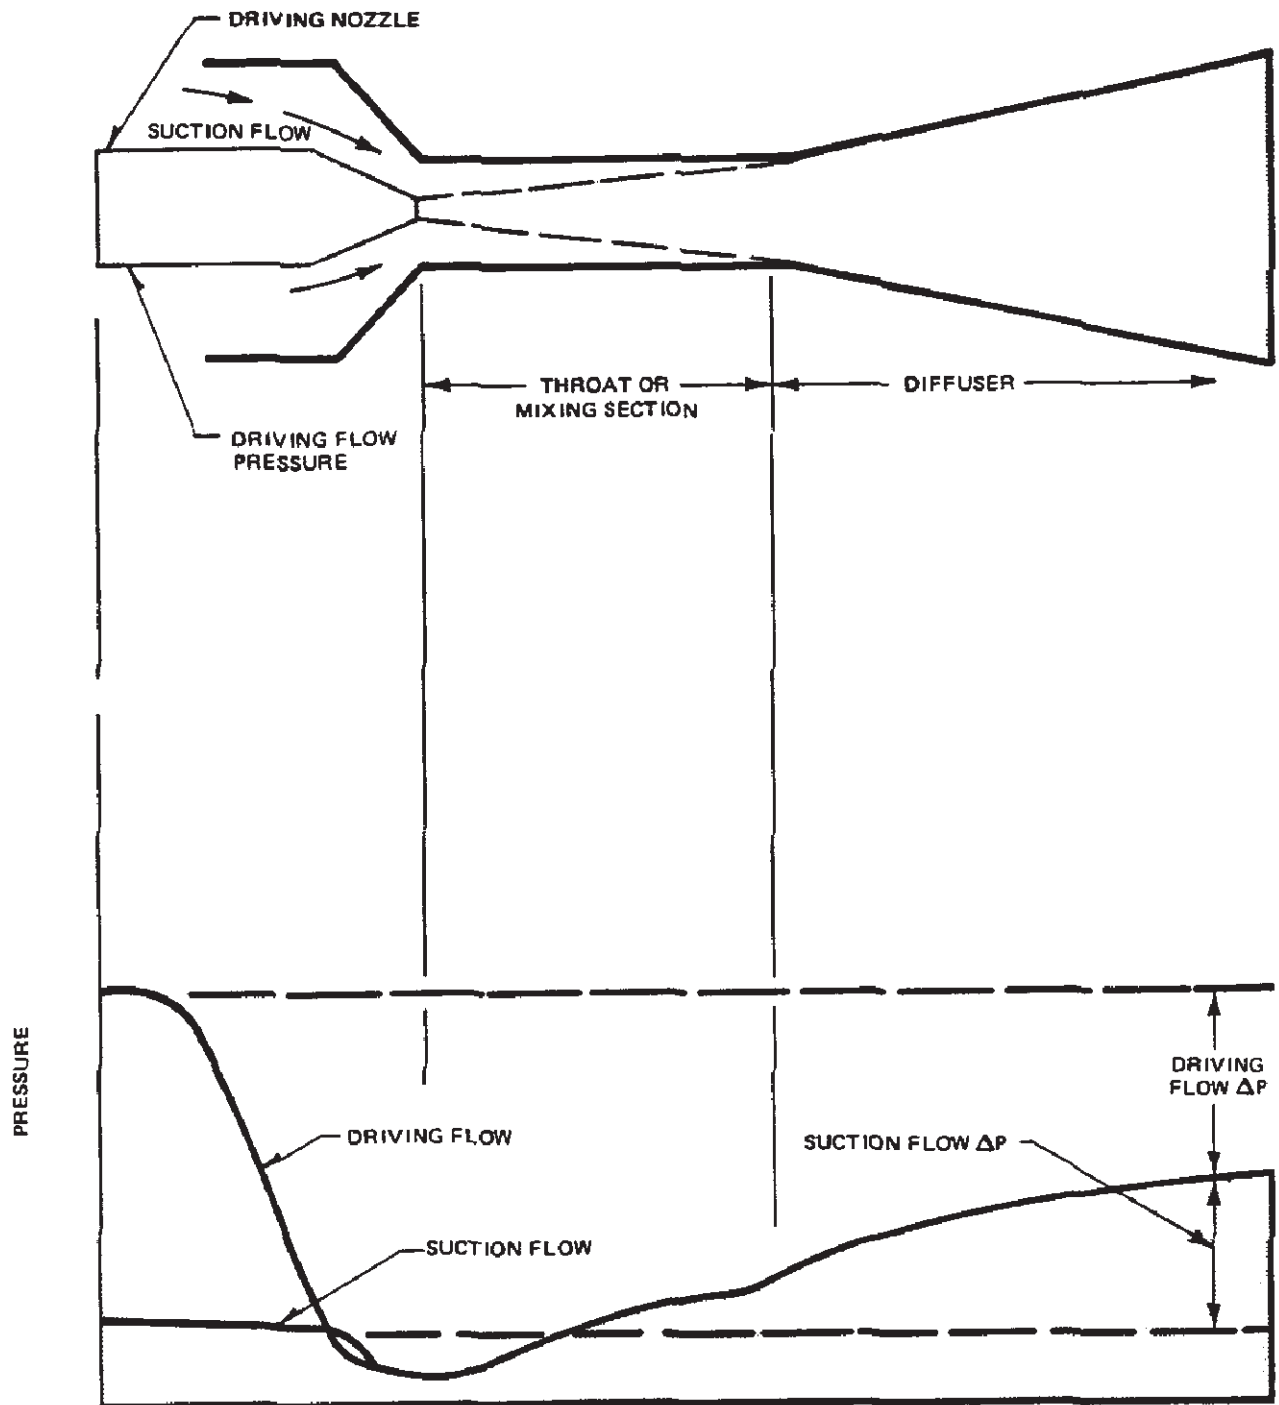 DRIVING NOZZLE
SUCTION FLOW
THROAT OR
MIXING SECTION
DIFFUSER
DRIVING FLOW
PRESSURE
PRESSURE
DRIVING
FLOW ΔP
DRIVING FLOW
SUCTION FLOW ΔP
SUCTION FLOW